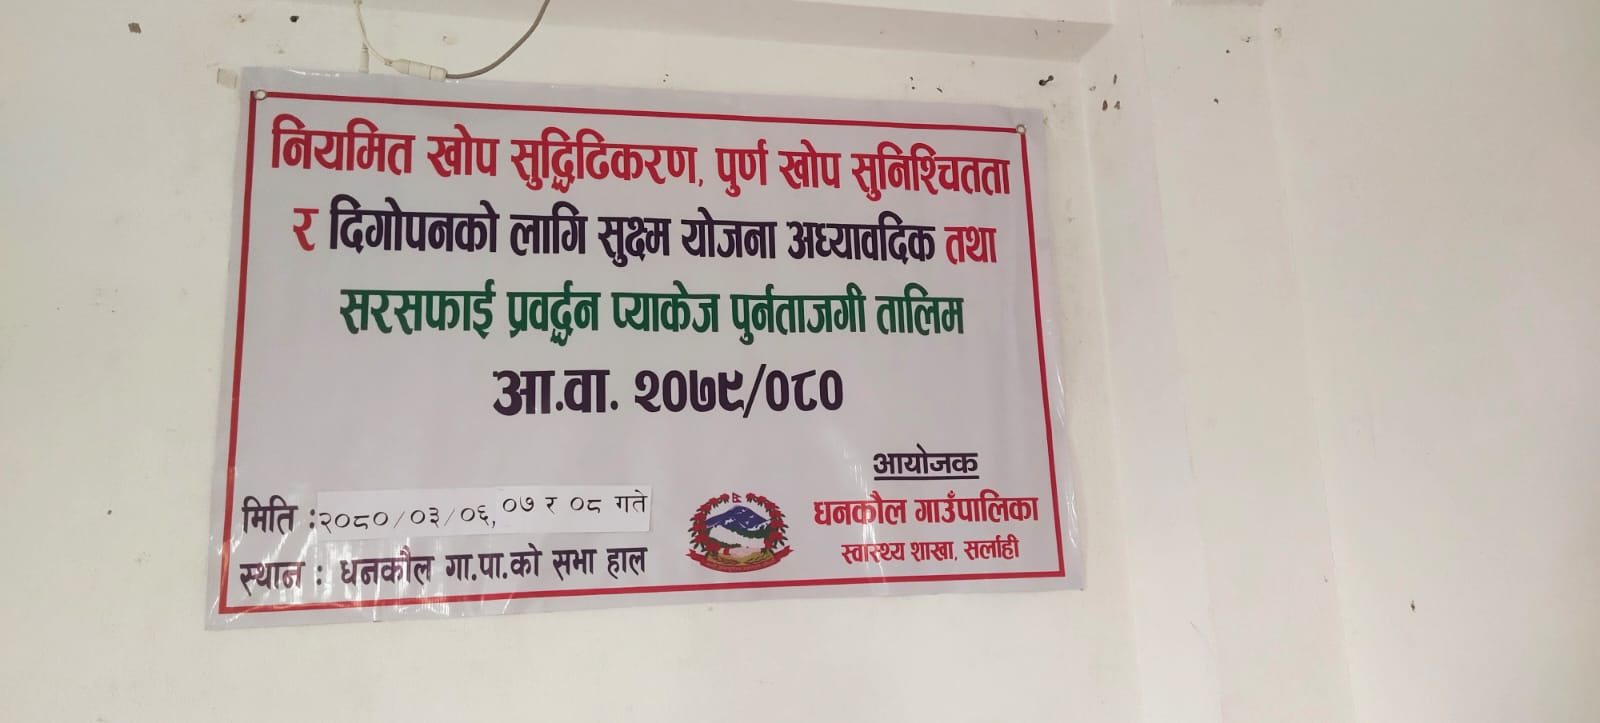 नियमित खोप सुद्दिढिकरण, पुर्ण खोप सुनिश्चितता
र दिगोपनको लागि सुक्ष्म योजना अध्यावदिक तथा
सरसफाई प्रवर्द्धन प्याकेज पुर्नताजगी तालिम
आ.वा. २०७९/०८०
मिति : २०८०/०३/०६, ०७ र ०८ गते
स्थान : धनकौल गा.पा.को सभा हाल
आयोजक
धनकौल गाउँपालिका
स्वास्थ्य शाखा, सर्लाही